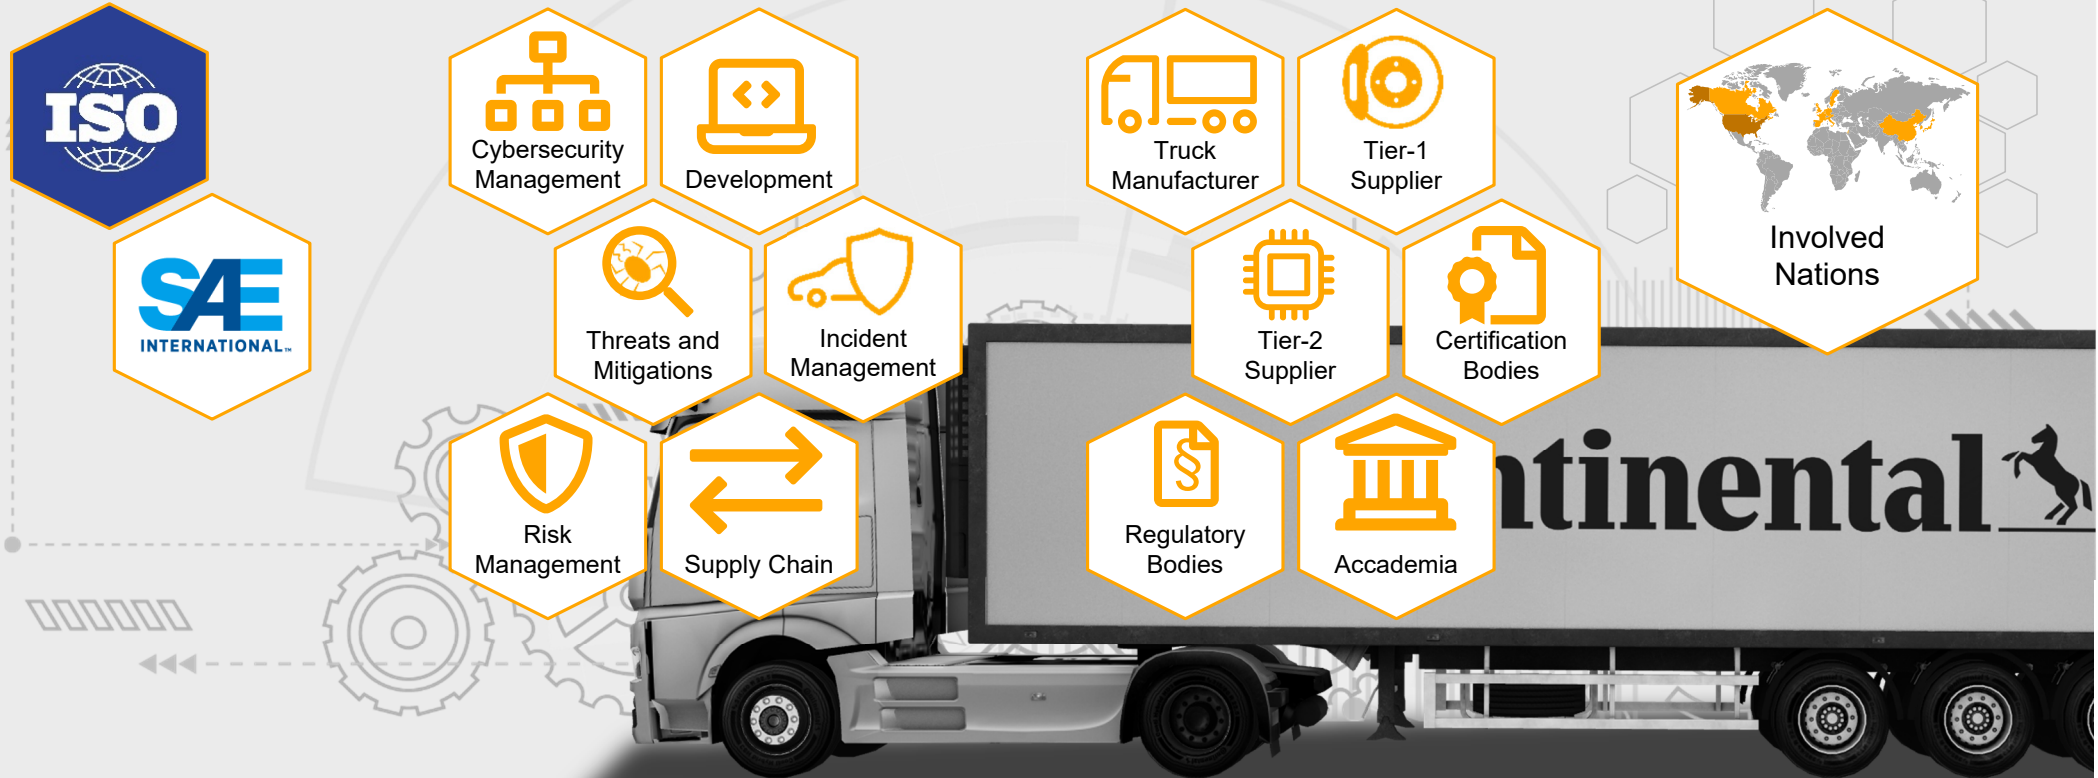 ISO
SAE
INTERNATIONAL™
Cybersecurity
Management
Development
Threats and
Mitigations
Incident
Management
Risk
Management
Supply Chain
Truck
Manufacturer
Tier-1
Supplier
Tier-2
Supplier
Certification
Bodies
Regulatory
Bodies
Accademia
Involved
Nations
ntinental